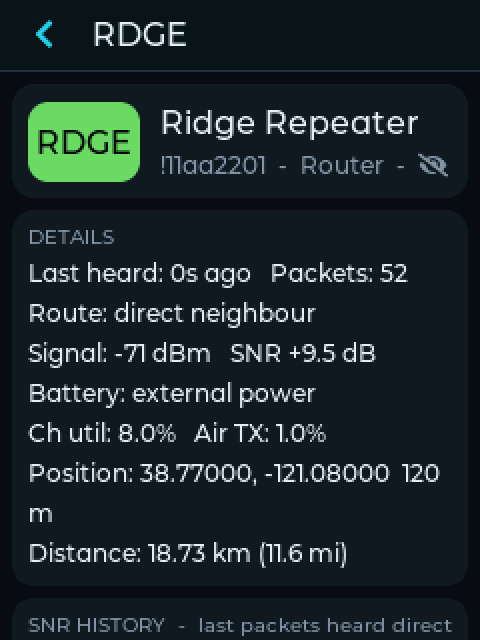 RDGE
RDGE
Ridge Repeater
!11aa2201 - Router -
DETAILS
Last heard: 0s ago Packets: 52
Route: direct neighbour
Signal: -71 dBm SNR +9.5 dB
Battery: external power
Ch util: 8.0% Air TX: 1.0%
Position: 38.77000, -121.08000 120
m
Distance: 18.73 km (11.6 mi)
SNR HISTORY - last packets heard direct